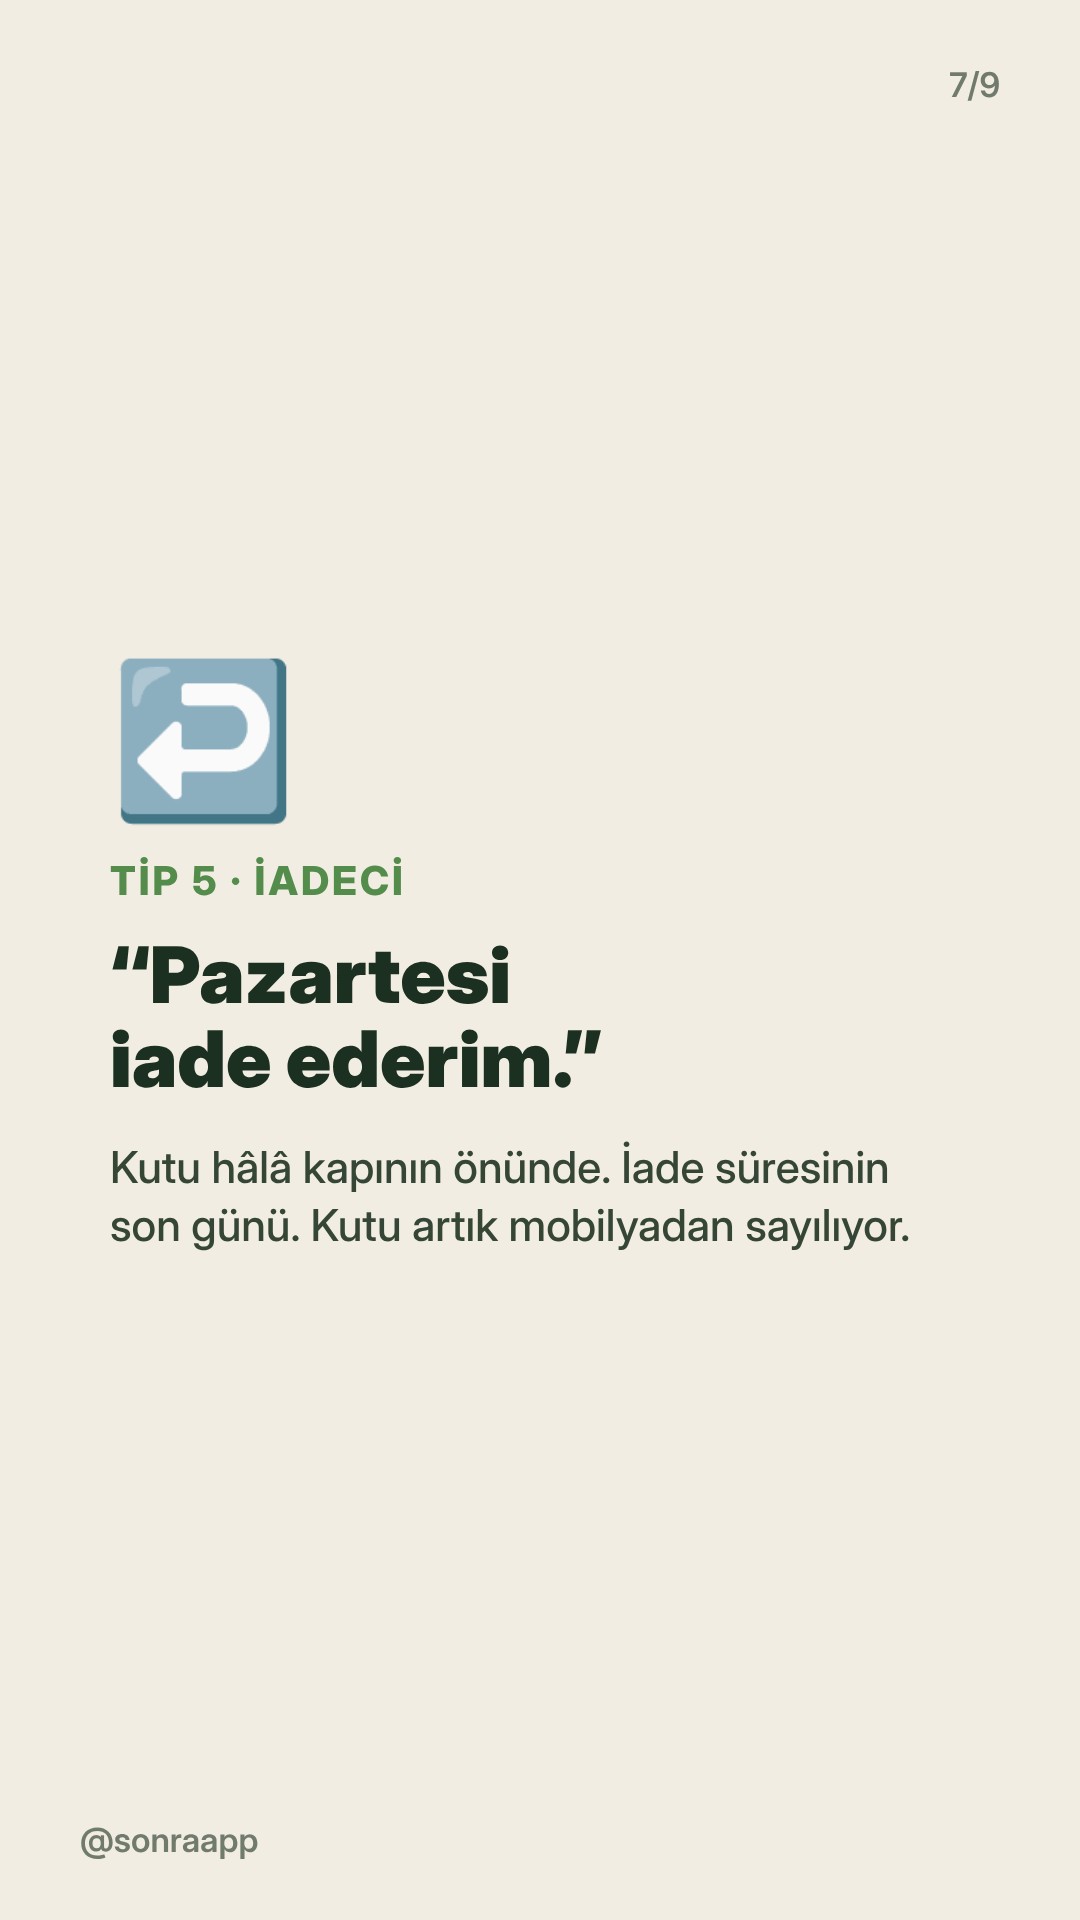 7/9
TİP 5 · İADECİ
“Pazartesi
iade ederim.”
Kutu hâlâ kapının önünde. İade süresinin
son günü. Kutu artık mobilyadan sayılıyor.
@sonraapp